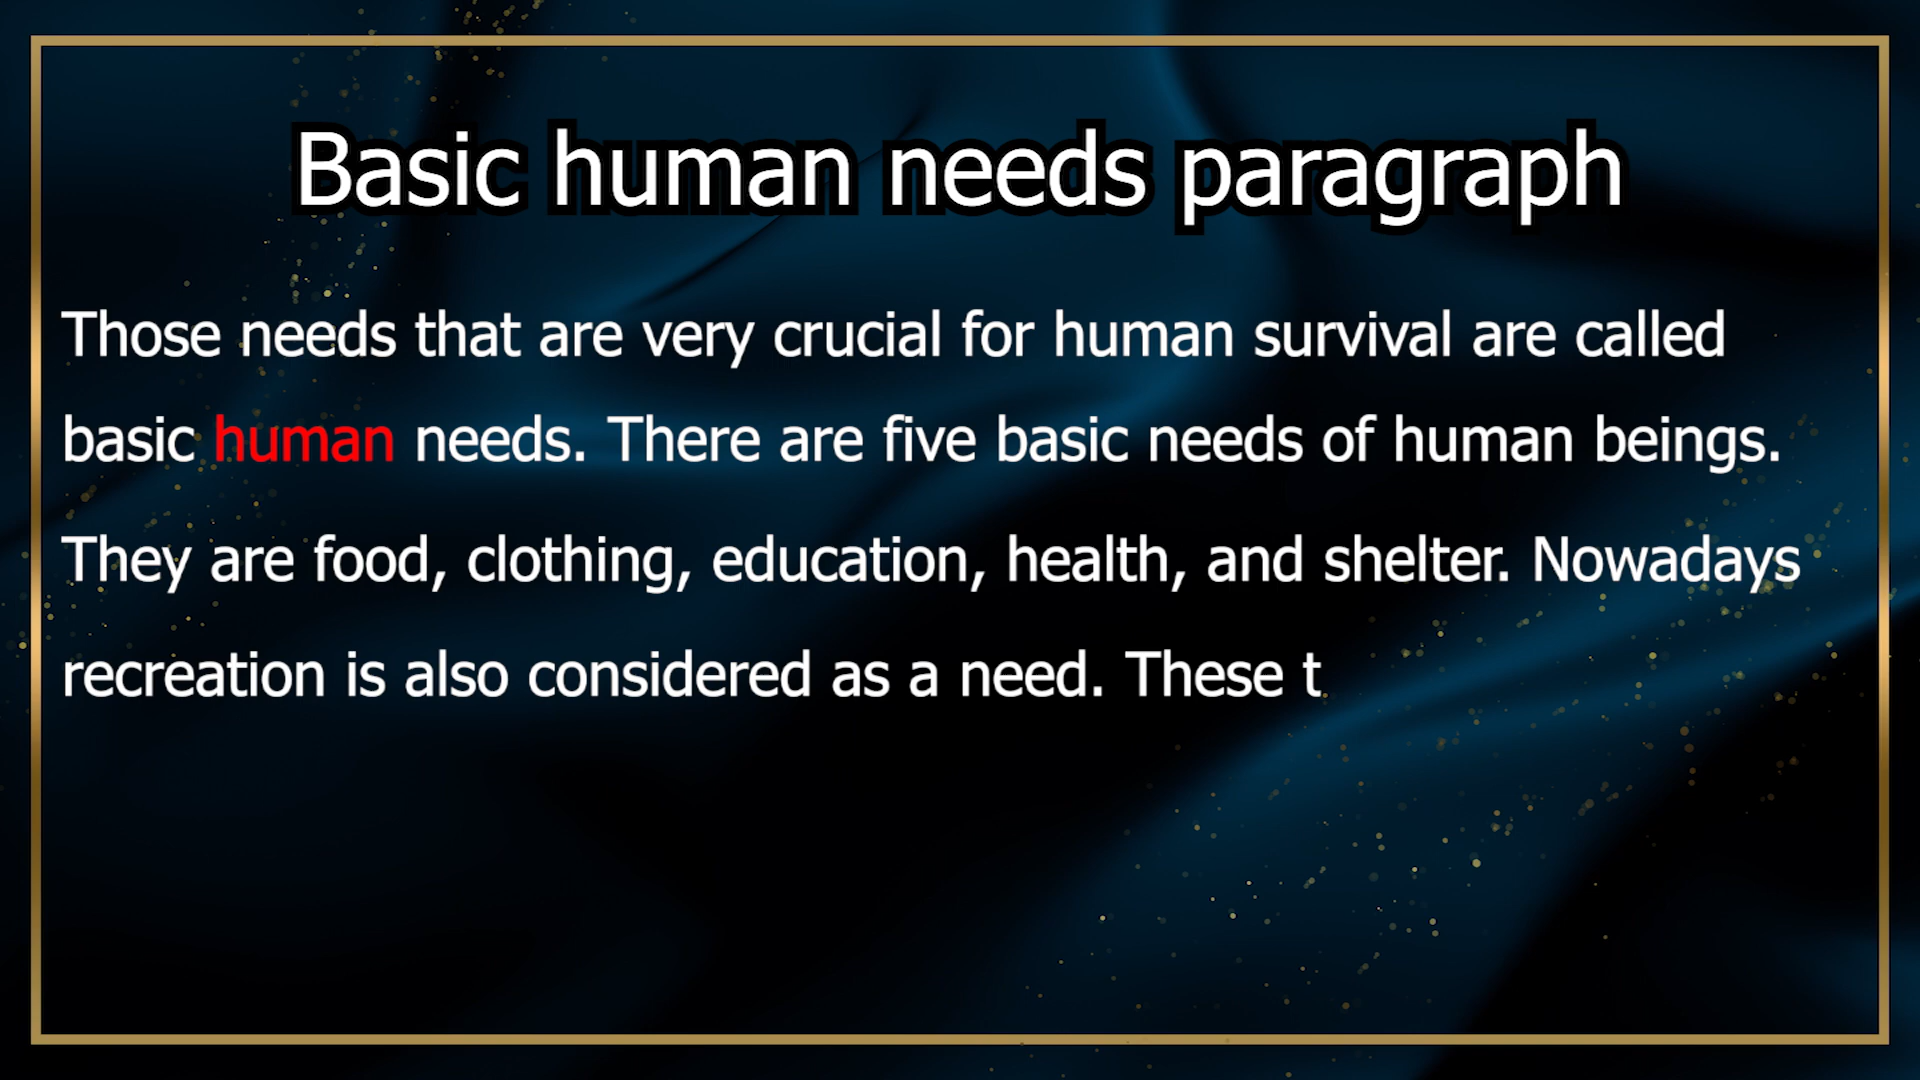 Basic human needs paragraph
Those needs that are very crucial for human survival are called
basic human needs. There are five basic needs of human beings.
They are food, clothing, education, health, and shelter. Nowadays
recreation is also considered as a need. These t